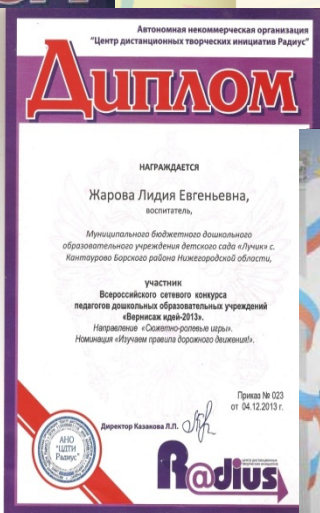 Автономная некоммерческая организация
"Центр дистанционных творческих инициатив Радиус"
Диплом
НАГРАЖДАЕТСЯ
Жарова Лидия Евгеньевна,
воспитатель,
Муниципального бюджетного дошкольного
образовательного учреждения детского сада «Лучик» с.
Кантаурово Борского района Нижегородской области,
участник
Всероссийского сетевого конкурса
педагогов дошкольных образовательных учреждений
«Вернисаж идей-2013».
Направление «Сюжетно-ролевые игры».
Номинация «Изучаем правила дорожного движения!».
Приказ № 023
от 04.12.2013 г.
Директор Казакова Л.П.
АНО
"ЦДТИ
Радиус"
R@dius